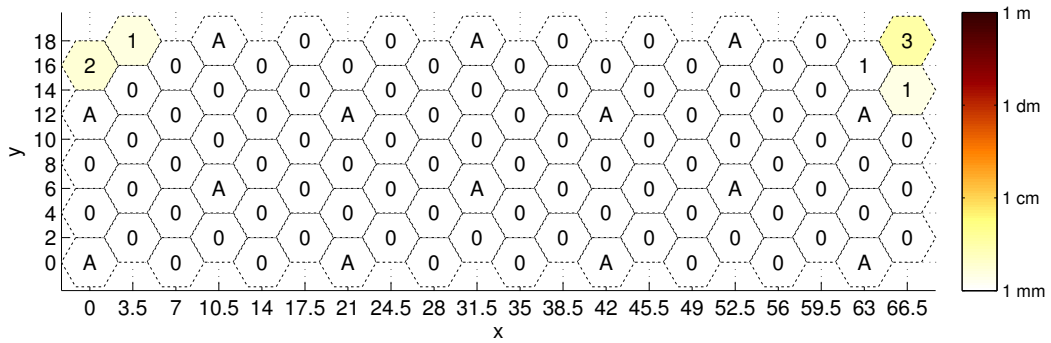 18 1 A 0 0 A 0 0 A 0 3
16 2 0 0 0 0 0 0 0 0 1
14 0 0 0 0 0 0 0 0 0 1
12 A 0 0 A 0 0 A 0 0 A
10 0 0 0 0 0 0 0 0 0 0
8 0 0 0 0 0 0 0 0 0 0
6 0 A 0 0 A 0 0 A 0 0
4 0 0 0 0 0 0 0 0 0 0
2 0 0 0 0 0 0 0 0 0 0
0 A 0 0 A 0 0 A 0 0 A
y
0 3.5 7 10.5 14 17.5 21 24.5 28 31.5 35 38.5 42 45.5 49 52.5 56 59.5 63 66.5
x
1 m
1 dm
1 cm
1 mm